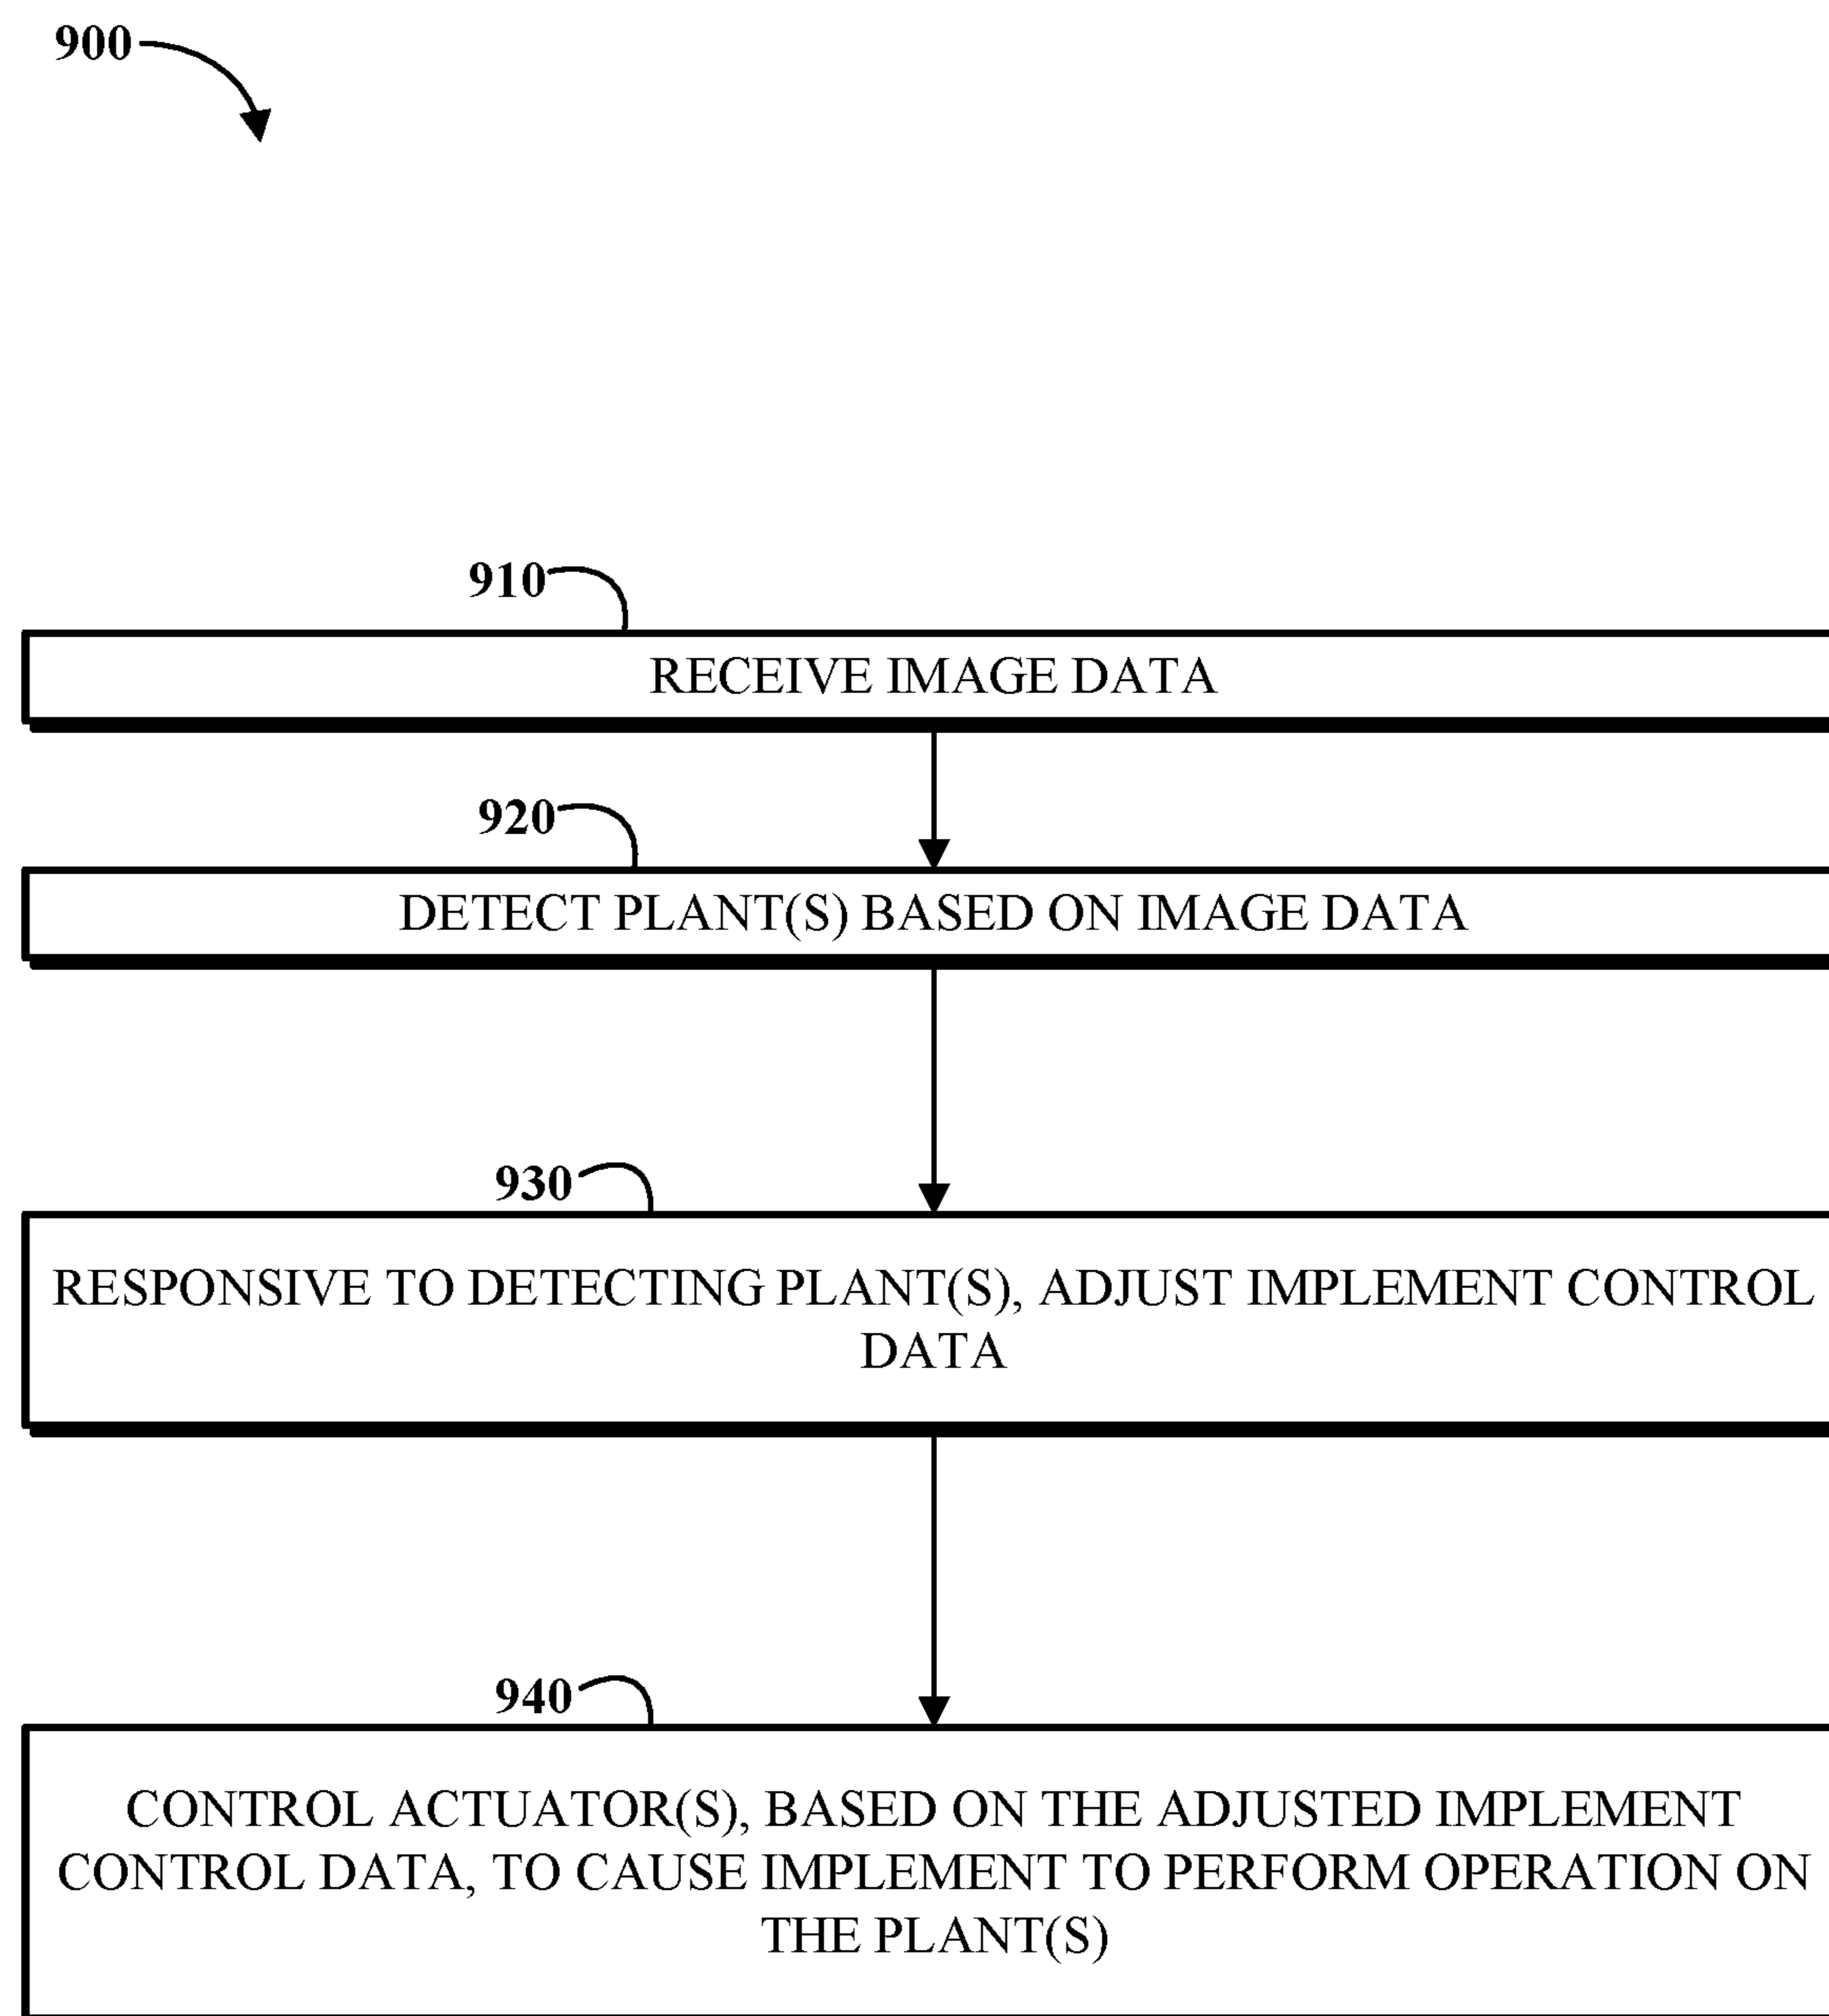 900
910
RECEIVE IMAGE DATA
920
DETECT PLANT(S) BASED ON IMAGE DATA
930
RESPONSIVE TO DETECTING PLANT(S), ADJUST IMPLEMENT CONTROL
DATA
940
CONTROL ACTUATOR(S), BASED ON THE ADJUSTED IMPLEMENT
CONTROL DATA, TO CAUSE IMPLEMENT TO PERFORM OPERATION ON
THE PLANT(S)